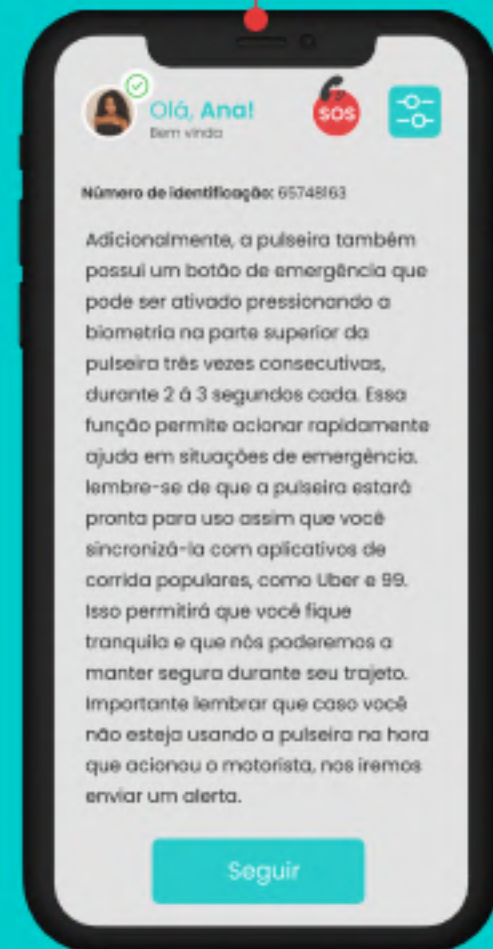 Olá, Ana!
Bem vinda
SOS
Número de identificação: 65748163
Adicionalmente, a pulseira também
possui um botão de emergência que
pode ser ativado pressionando a
biometria na parte superior da
pulseira três vezes consecutivas,
durante 2 á 3 segundos cada. Essa
função permite acionar rapidamente
ajuda em situações de emergência.
lembre-se de que a pulseira estará
pronta para uso assim que você
sincronizá-la com aplicativos de
corrida populares, como Uber e 99.
Isso permitirá que você fique
tranquila e que nós poderemos a
manter segura durante seu trajeto.
Importante lembrar que caso você
não esteja usando a pulseira na hora
que acionou o motorista, nos iremos
enviar um alerta.
Seguir